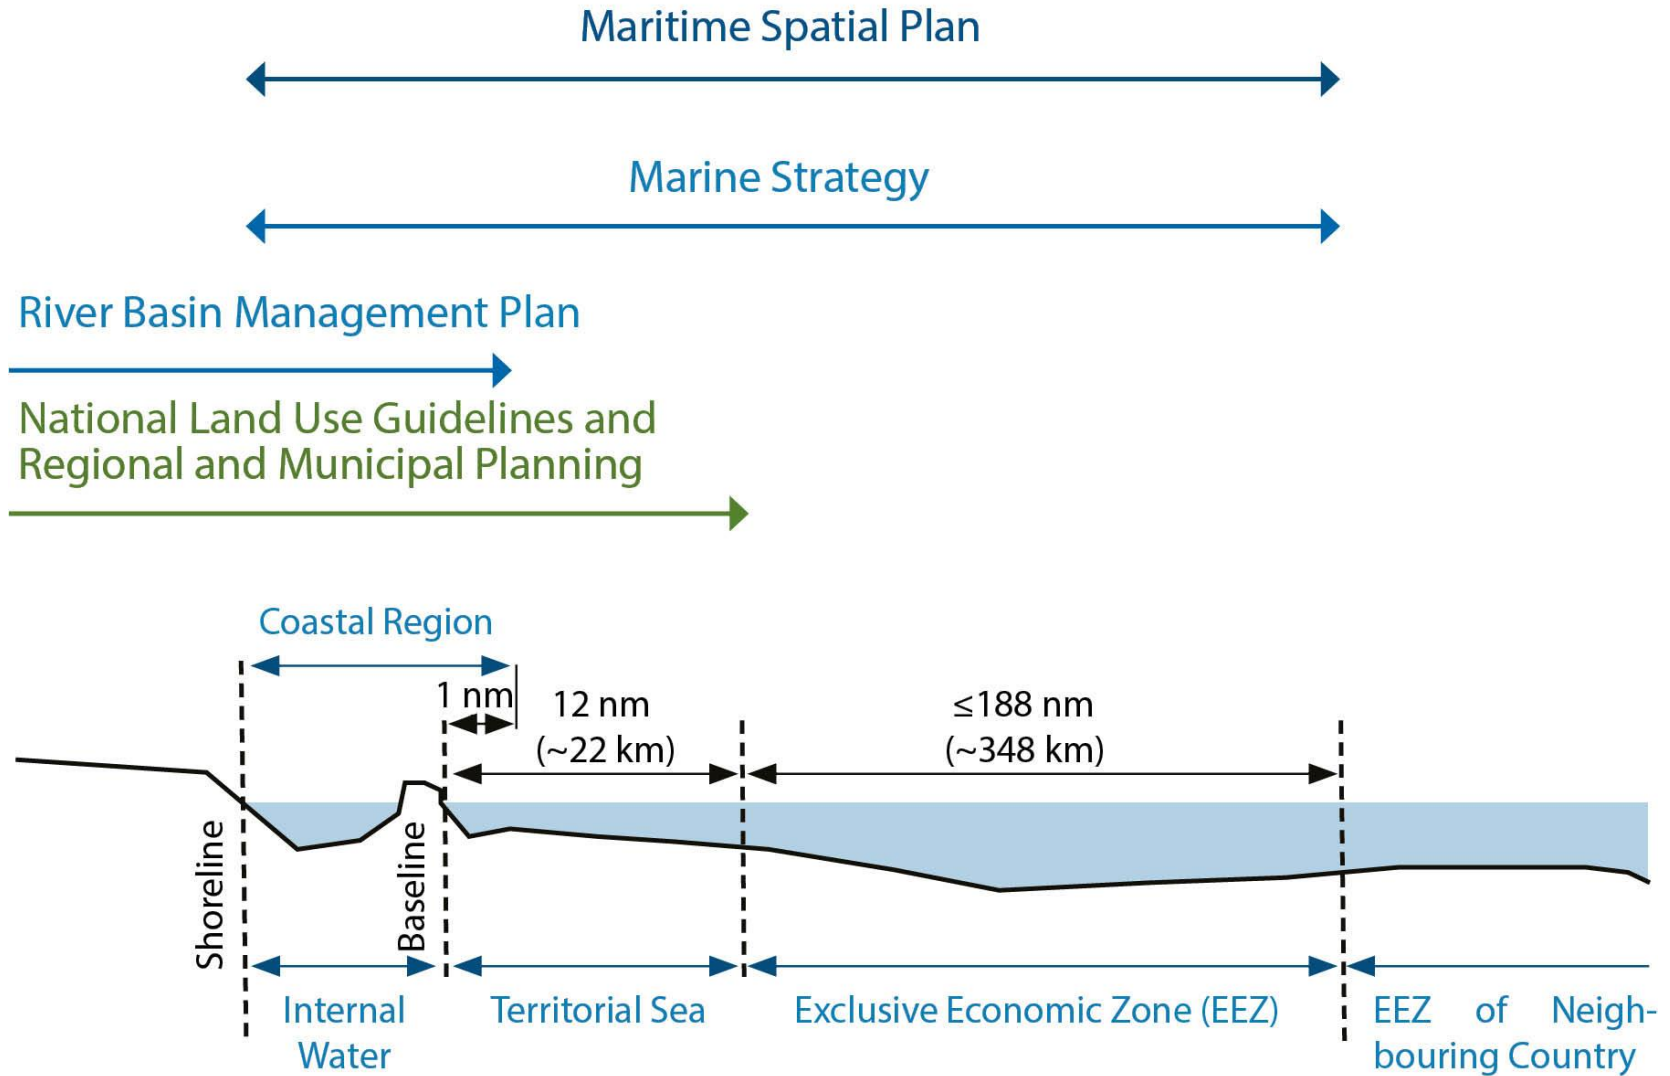 Maritime Spatial Plan
Marine Strategy
River Basin Management Plan
National Land Use Guidelines and
Regional and Municipal Planning
Coastal Region
1 nm
12 nm
(~22 km)
≤188 nm
(~348 km)
Shoreline
Baseline
Internal
Water
Territorial Sea
Exclusive Economic Zone (EEZ)
EEZ of Neigh-
bouring Country